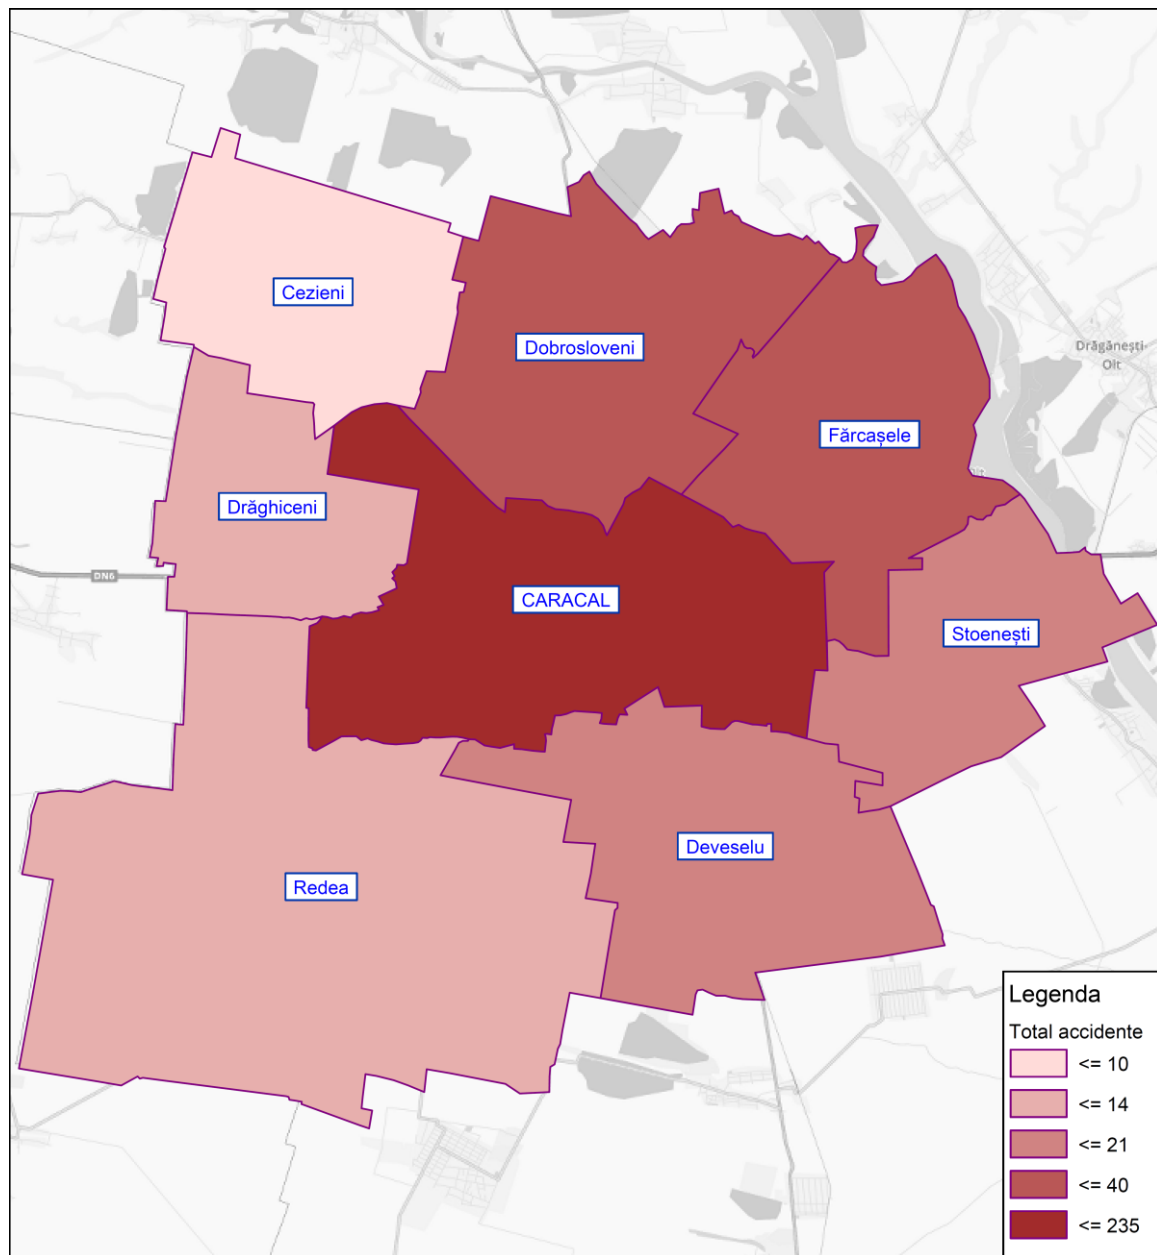 Cezieni
Dobrosloveni
Drăgănești-
Olt
Fărcașele
Drăghiceni
DN6
CARACAL
Stoenești
Deveselu
Redea
Legenda
Total accidente
<= 10
<= 14
<= 21
<= 40
<= 235